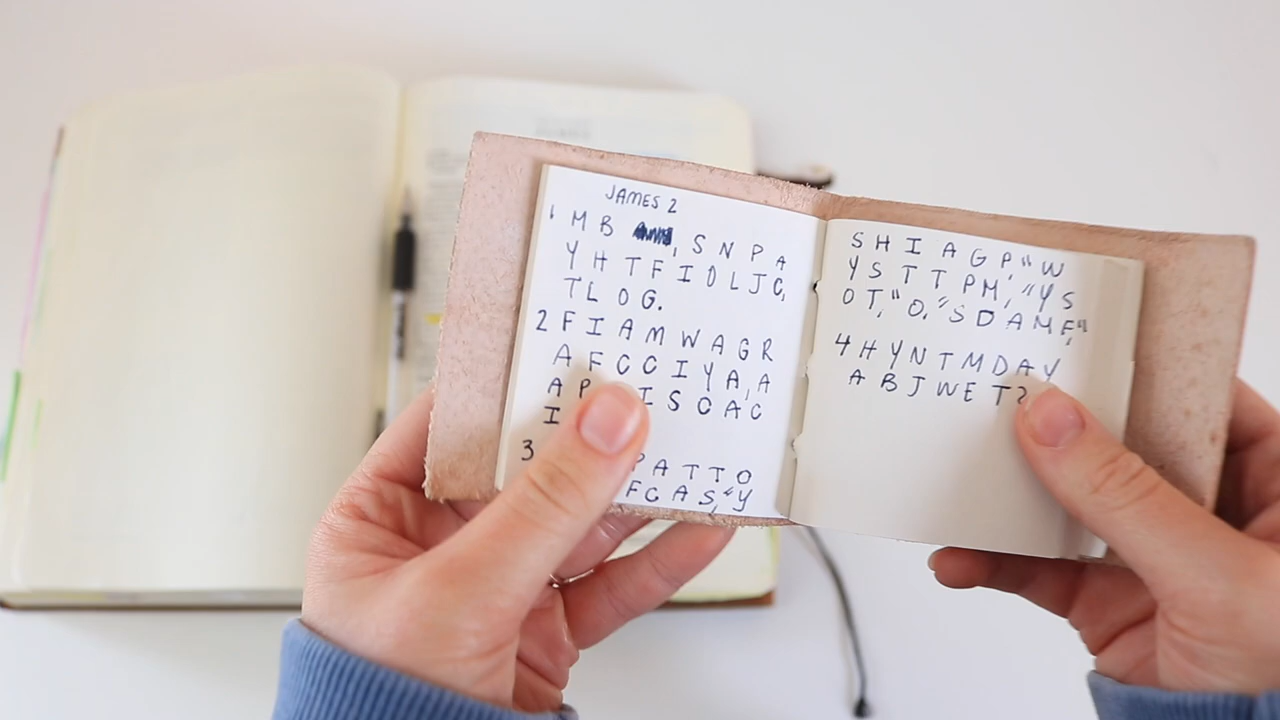 JAMES 2
1 M B , S N P A
Y H T F I O L J C,
T L O G.
2 F I A M W A G R
A F C C I Y A, A
A P I S C A C
I
3 P A T T O
F C A S, "Y
S H I A G P," W
Y S T T P M, "Y S
O T," O, "S D A M F,"
4 H Y N T M D A Y
A B J W E T?